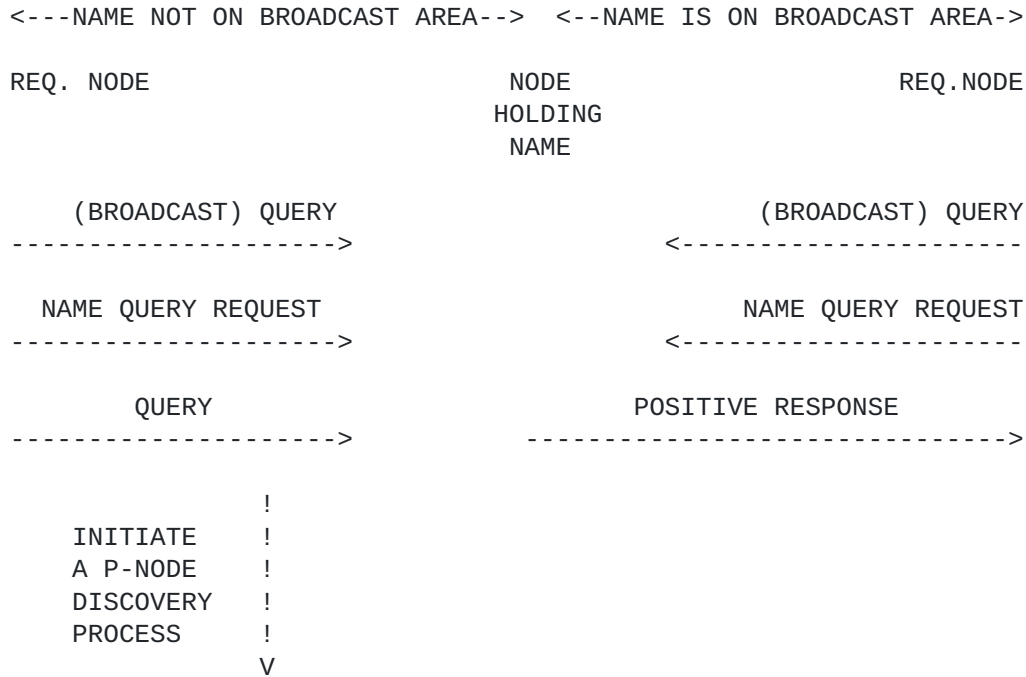 <---NAME NOT ON BROADCAST AREA--> <--NAME IS ON BROADCAST AREA->
REQ. NODE                       NODE                     REQ.NODE
                               HOLDING
                                NAME
    (BROADCAST) QUERY                           (BROADCAST) QUERY
--------------------->                    <----------------------
  NAME QUERY REQUEST                           NAME QUERY REQUEST
--------------------->                    <----------------------
        QUERY                           POSITIVE RESPONSE
--------------------->           ------------------------------->
                !
    INITIATE    !
    A P-NODE    !
    DISCOVERY   !
    PROCESS     !
                V